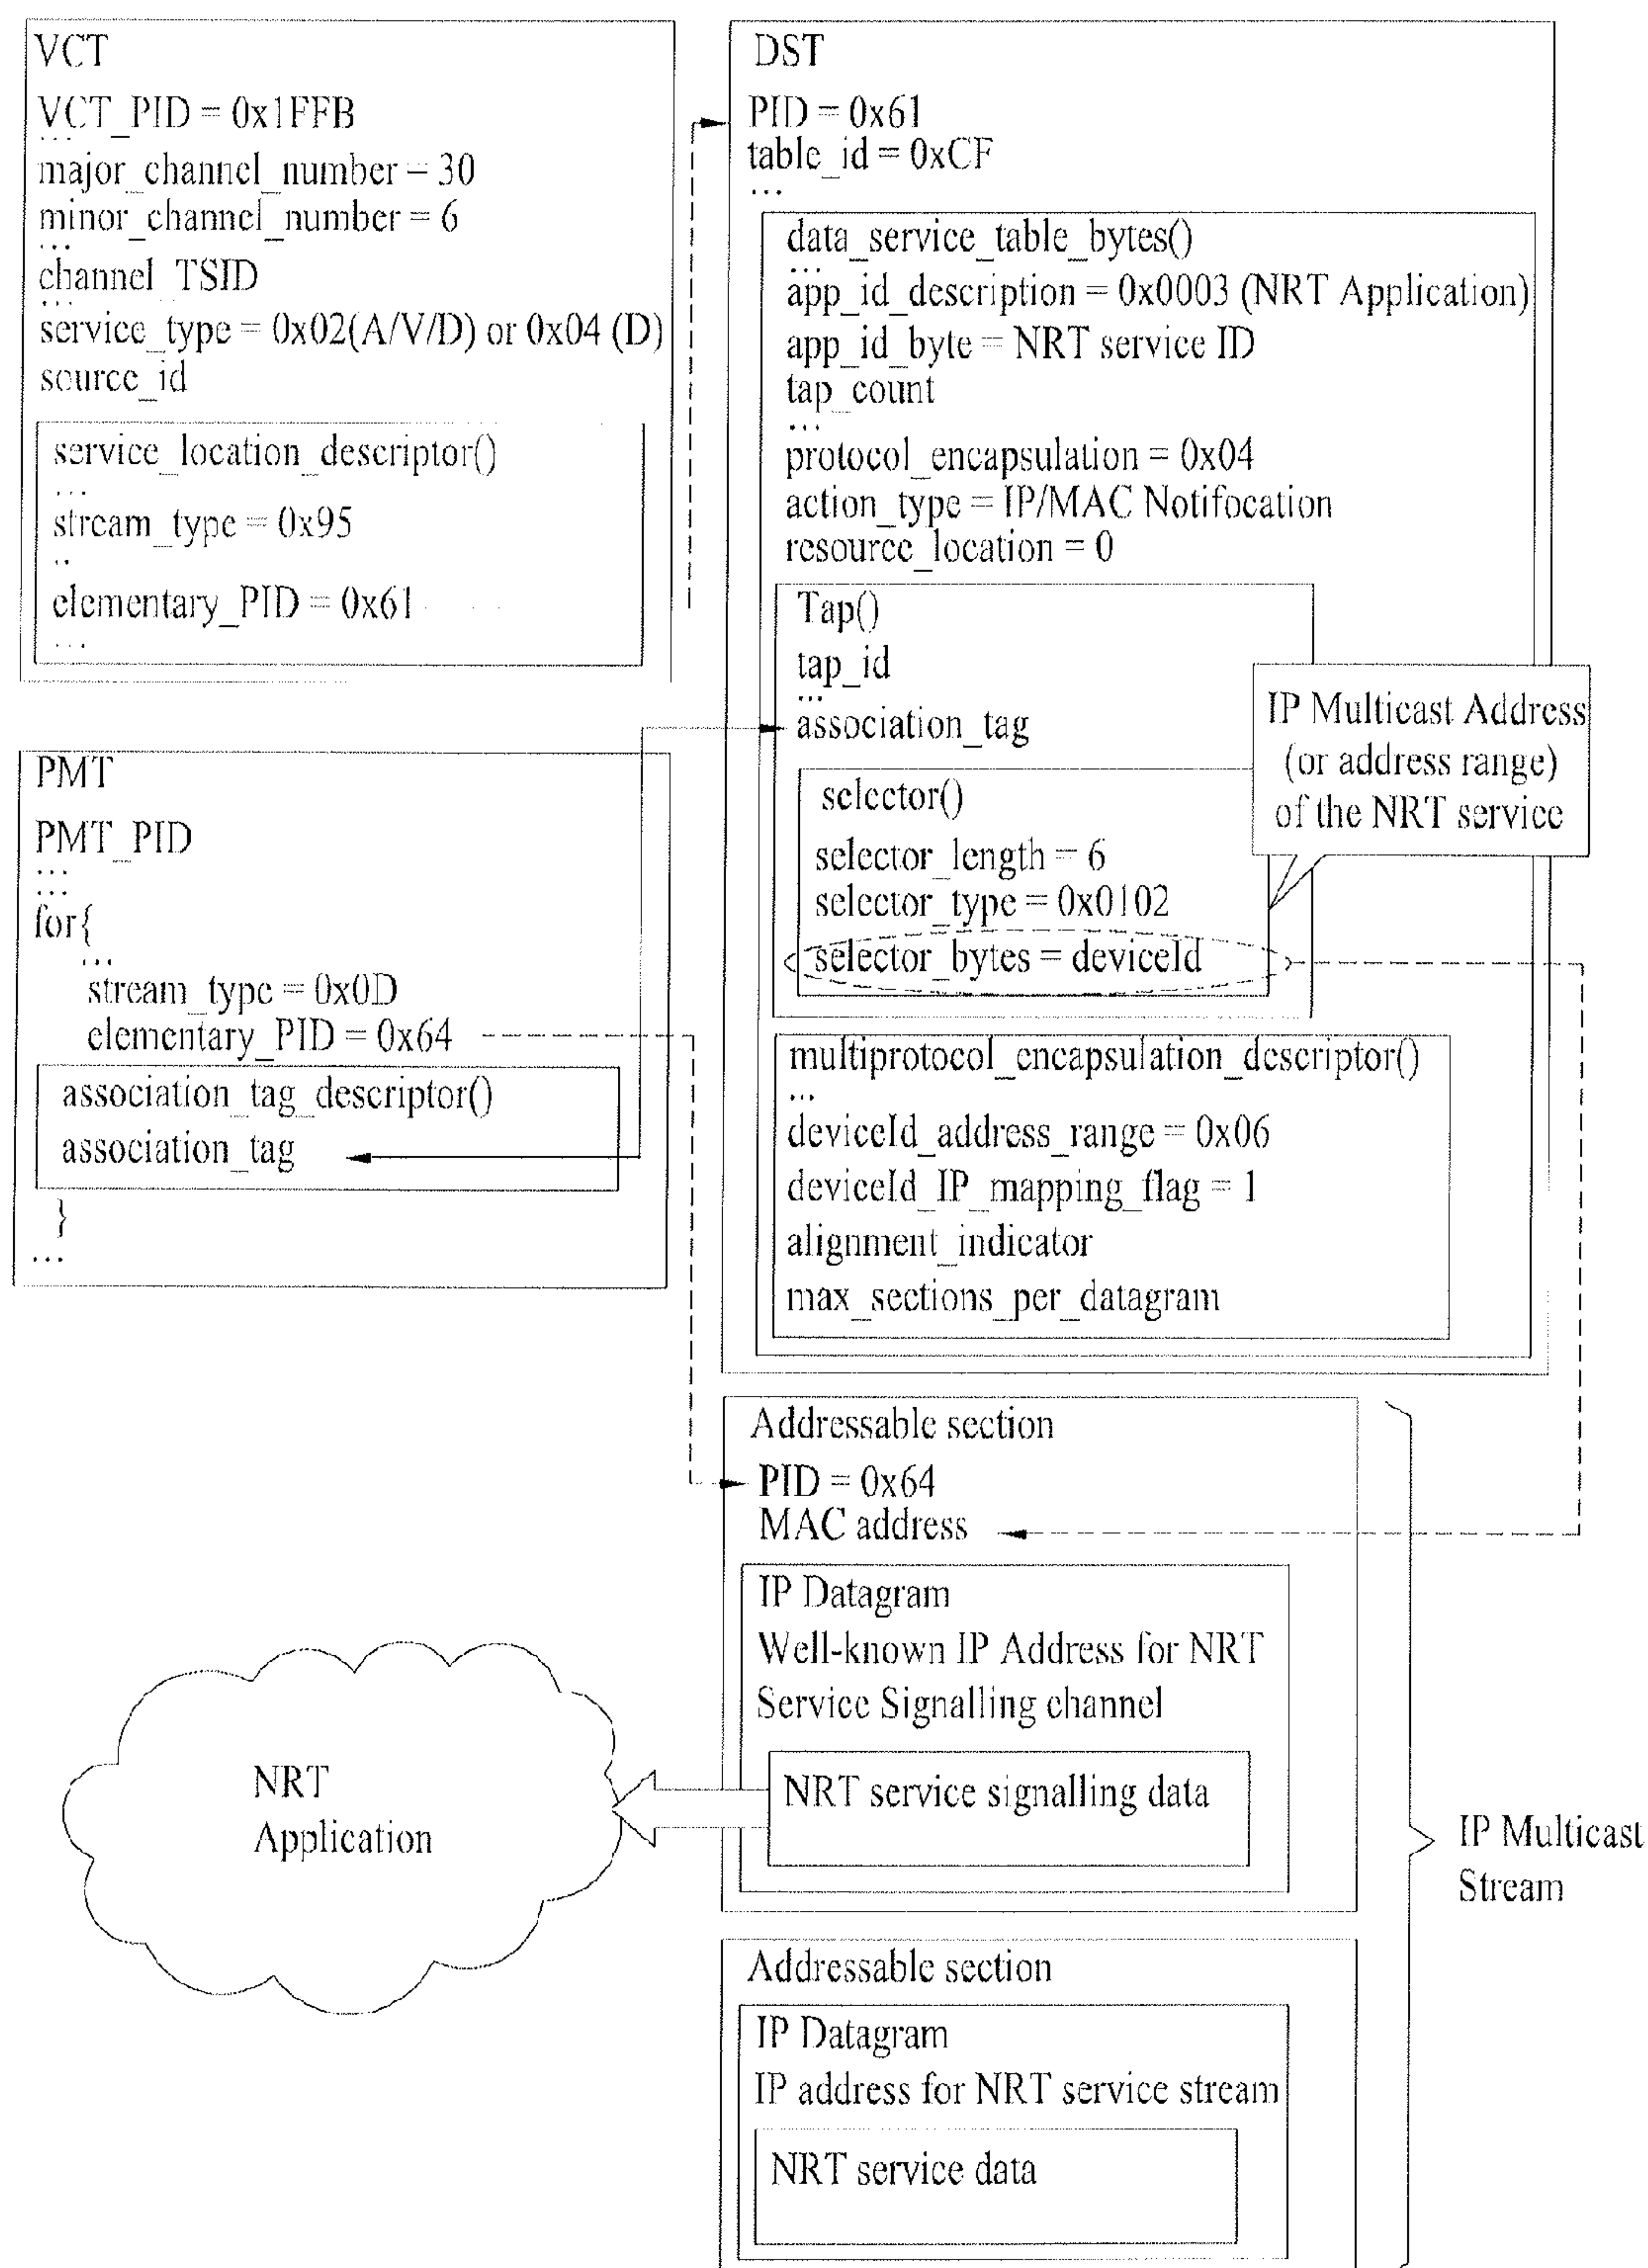 VCT
VCT_PID = 0x1FFB
...
major_channel_number = 30
minor_channel_number = 6
...
channel_TSID
...
service_type = 0x02(A/V/D) or 0x04 (D)
source_id
service_location_descriptor()
...
stream_type = 0x95
..
elementary_PID = 0x61
...
PMT
PMT_PID
...
...
for{
...
stream_type = 0x0D
elementary_PID = 0x64
association_tag_descriptor()
association_tag
}
...
DST
PID = 0x61
table_id = 0xCF
...
data_service_table_bytes()
...
app_id_description = 0x0003 (NRT Application)
app_id_byte = NRT service ID
tap_count
...
protocol_encapsulation = 0x04
action_type = IP/MAC Notifocation
resource_location = 0
Tap()
tap_id
...
association_tag
selector()
selector_length = 6
selector_type = 0x0102
selector_bytes = deviceId
IP Multicast Address
(or address range)
of the NRT service
multiprotocol_encapsulation_descriptor()
...
deviceId_address_range = 0x06
deviceId_IP_mapping_flag = 1
alignment_indicator
max_sections_per_datagram
Addressable section
PID = 0x64
MAC address
IP Datagram
Well-known IP Address for NRT
Service Signalling channel
NRT service signalling data
NRT
Application
IP Multicast
Stream
Addressable section
IP Datagram
IP address for NRT service stream
NRT service data